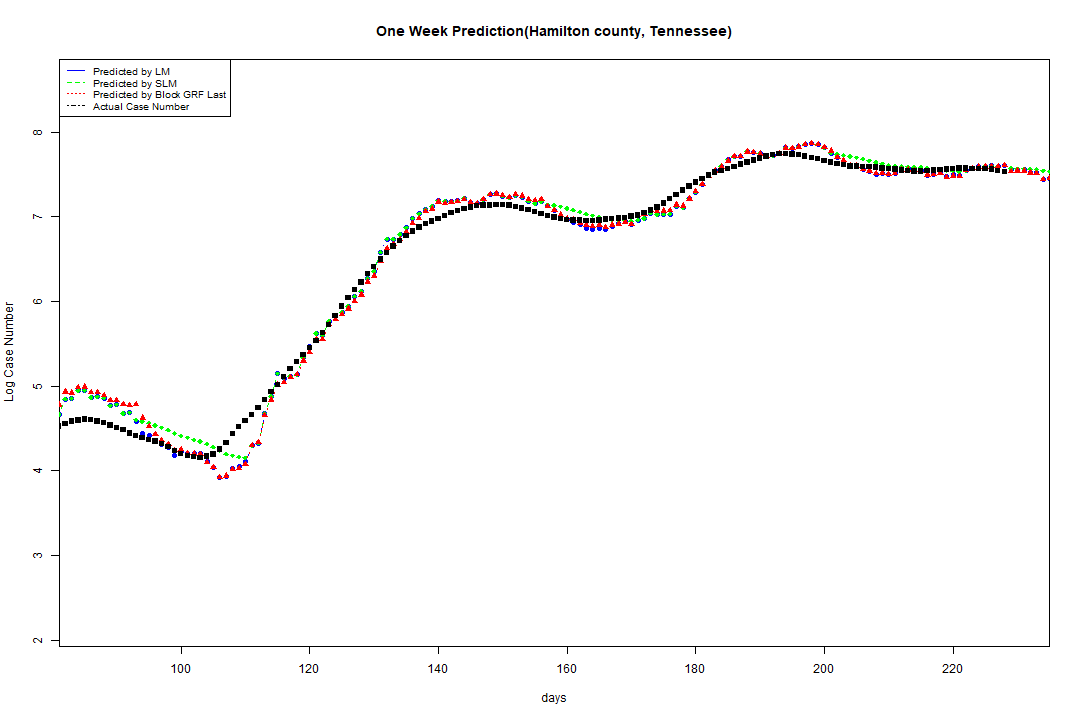 One Week Prediction(Hamilton county, Tennessee)
Predicted by LM
Predicted by SLM
Predicted by Block GRF Last
Actual Case Number
8
7
6
5
4
3
2
Log Case Number
100 120 140 160 180 200 220
days